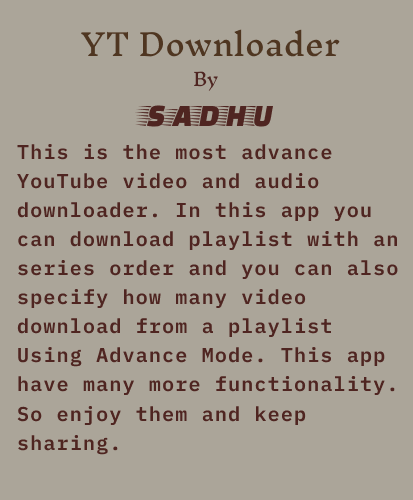 YT Downloader
By
SADHU
This is the most advance
YouTube video and audio
downloader. In this app you
can download playlist with an
series order and you can also
specify how many video
download from a playlist
Using Advance Mode. This app
have many more functionality.
So enjoy them and keep
sharing.